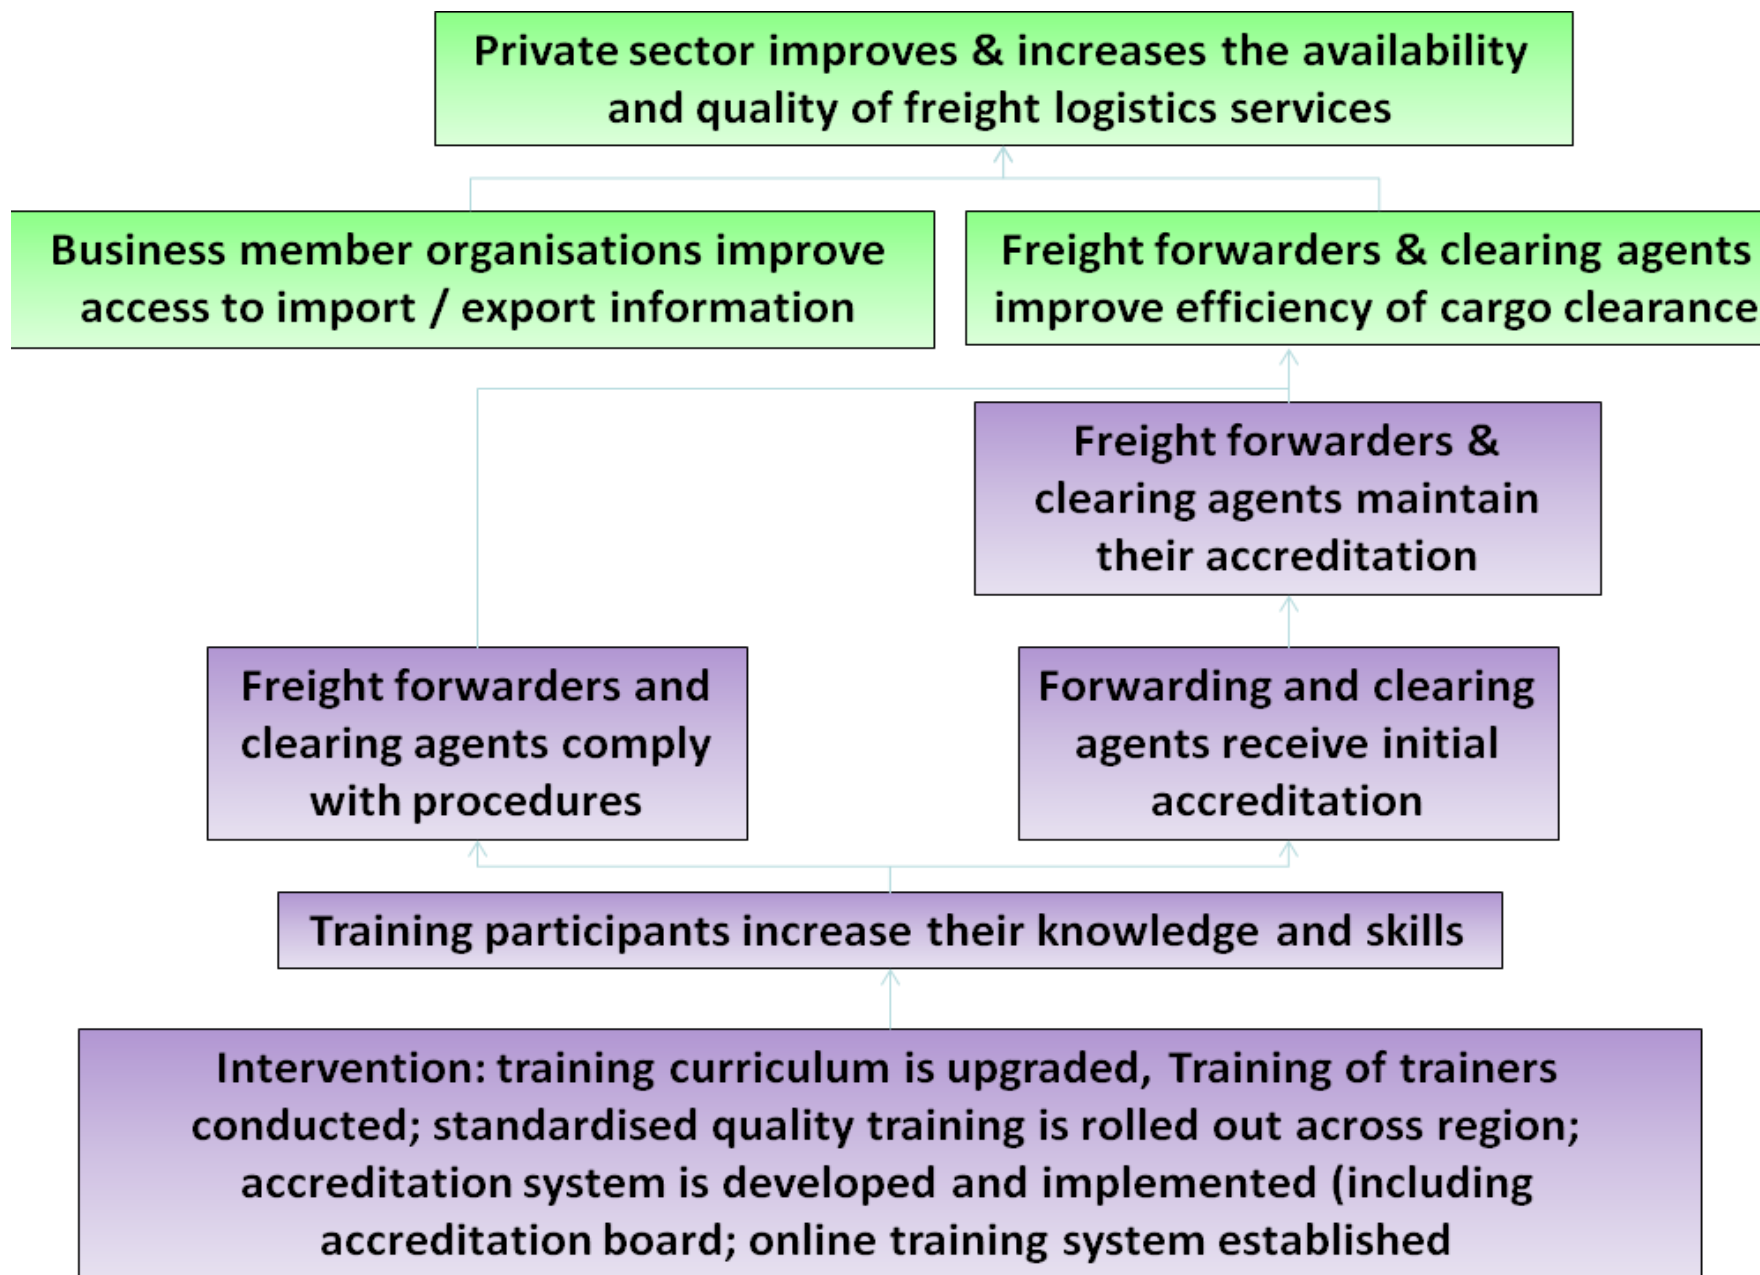 Private sector improves & increases the availability
and quality of freight logistics services
Business member organisations improve
access to import / export information
Freight forwarders & clearing agents
improve efficiency of cargo clearance
Freight forwarders &
clearing agents maintain
their accreditation
Freight forwarders and
clearing agents comply
with procedures
Forwarding and clearing
agents receive initial
accreditation
Training participants increase their knowledge and skills
Intervention: training curriculum is upgraded, Training of trainers
conducted; standardised quality training is rolled out across region;
accreditation system is developed and implemented (including
accreditation board; online training system established